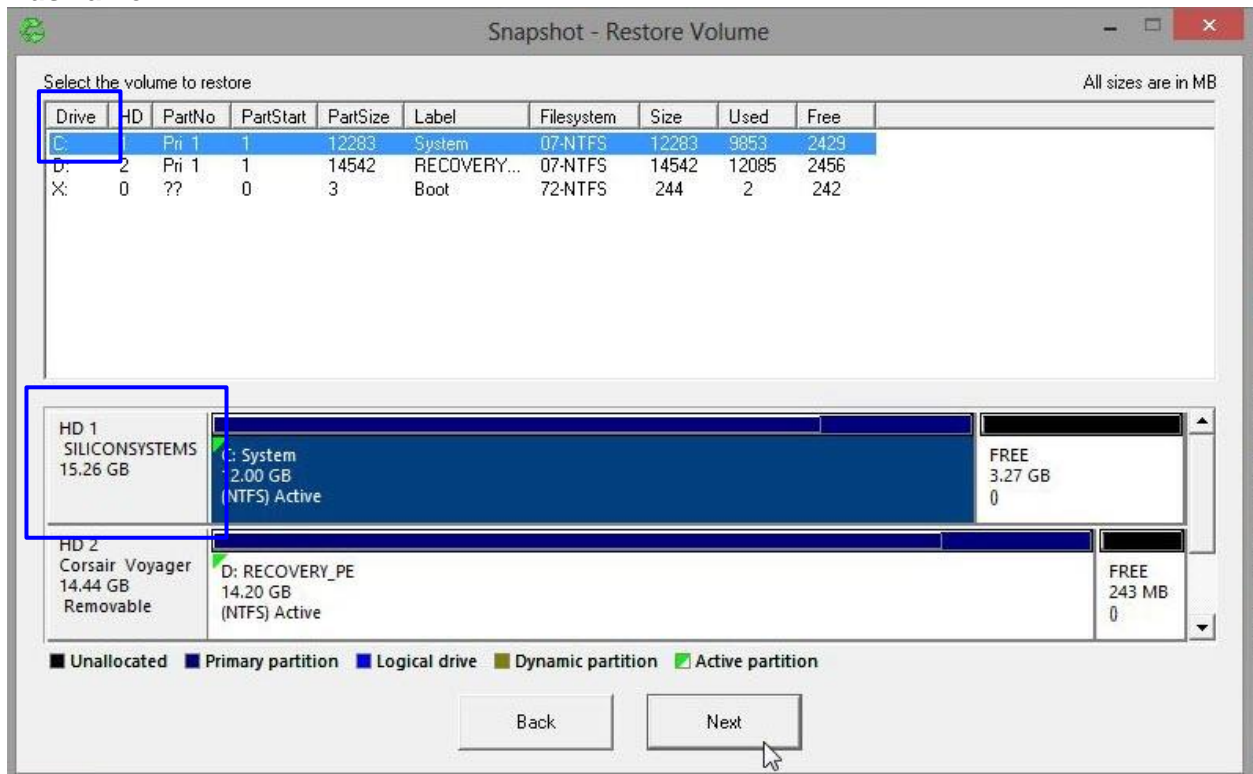 Snapshot - Restore Volume
Select the volume to restore All sizes are in MB
Drive HD PartNo PartStart PartSize Label Filesystem Size Used Free
C: 1 Pri 1 1 12283 System 07-NTFS 12283 9853 2429
D: 2 Pri 1 1 14542 RECOVERY... 07-NTFS 14542 12085 2456
X: 0 ?? 0 3 Boot 72-NTFS 244 2 242
HD 1
SILICONSYSTEMS
15.26 GB
C: System
12.00 GB
(NTFS) Active
FREE
3.27 GB
()
HD 2
Corsair Voyager
14.44 GB
Removable
D: RECOVERY_PE
14.20 GB
(NTFS) Active
FREE
243 MB
()
Unallocated Primary partition Logical drive Dynamic partition Active partition
Back Next